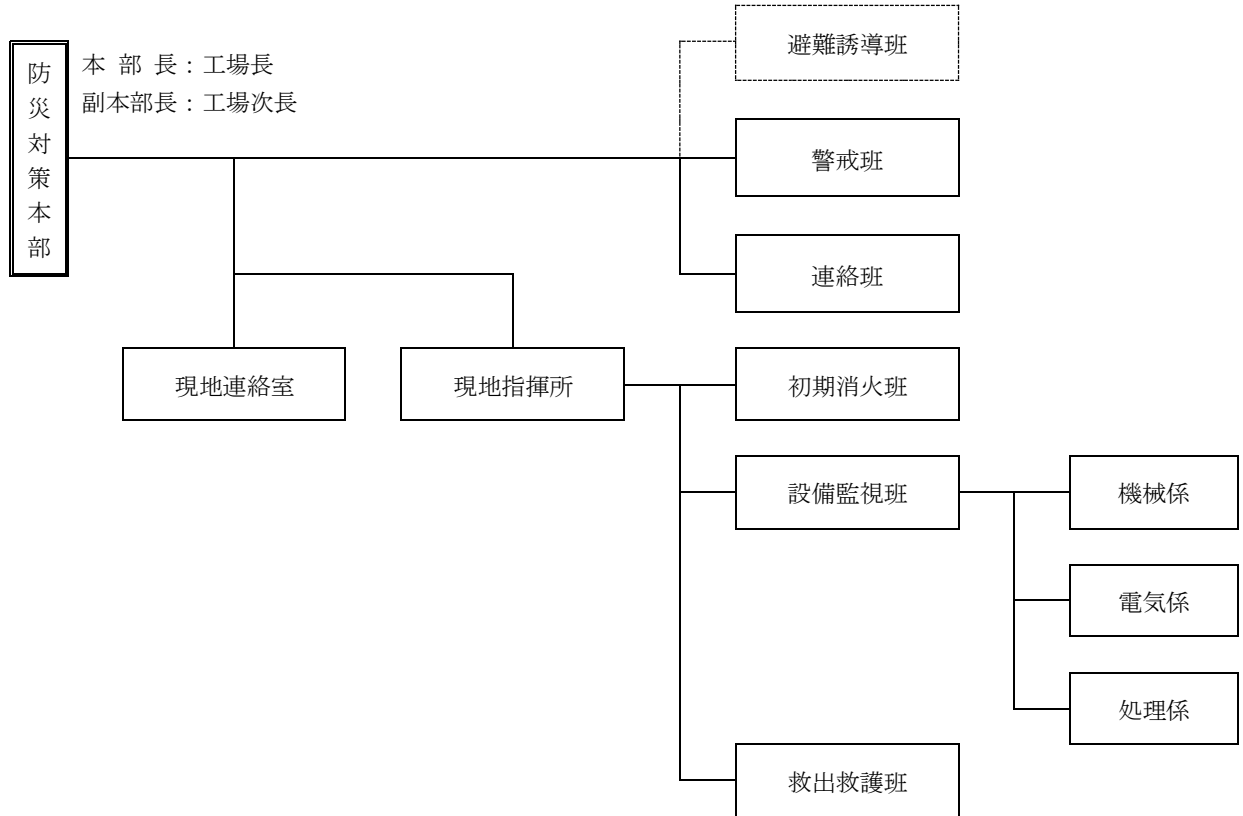 防災対策本部
本部長：工場長
副本部長：工場次長
避難誘導班
警戒班
連絡班
現地連絡室
現地指揮所
初期消火班
設備監視班
機械係
電気係
処理係
救出救護班